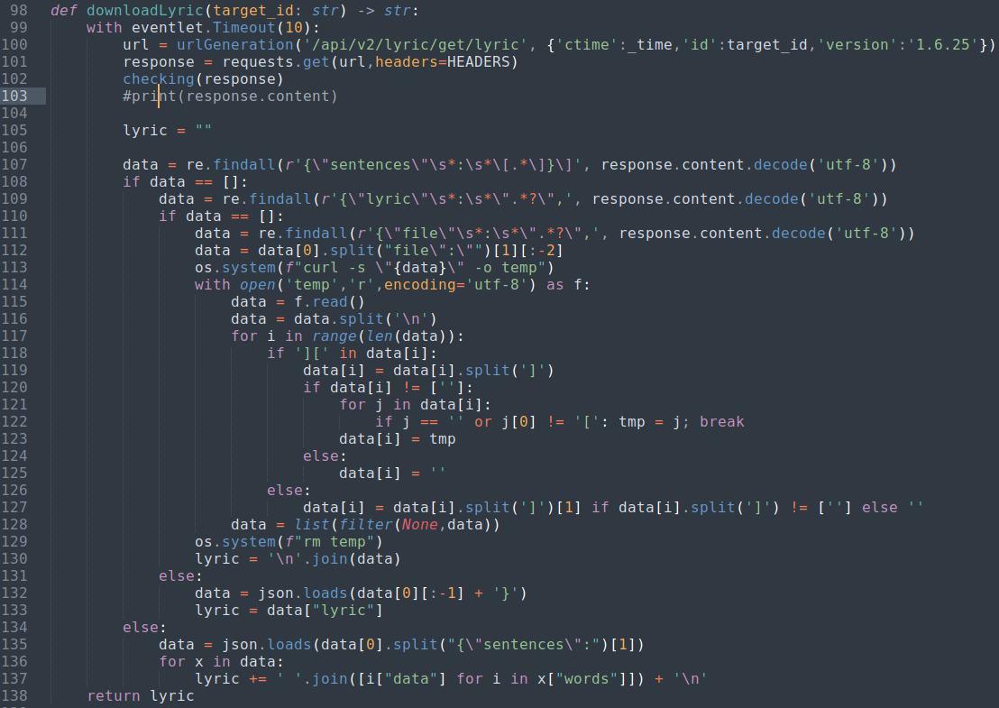 98 def downloadLyric(target_id: str) -> str:
99     with eventlet.Timeout(10):
100         url = urlGeneration('/api/v2/lyric/get/lyric', {'ctime':_time,'id':target_id,'version':'1.6.25'})
101         response = requests.get(url,headers=HEADERS)
102         checking(response)
103         #print(response.content)
104
105         lyric = ""
106
107         data = re.findall(r'{\"sentences\"\s*:\s*\[.*\]}\]', response.content.decode('utf-8'))
108         if data == []:
109             data = re.findall(r'{\"lyric\"\s*:\s*\".*?\",', response.content.decode('utf-8'))
110             if data == []:
111                 data = re.findall(r'{\"file\"\s*:\s*\".*?\",', response.content.decode('utf-8'))
112                 data = data[0].split("file\":\"")[1][:-2]
113                 os.system(f"curl -s \"{data}\" -o temp")
114                 with open('temp','r',encoding='utf-8') as f:
115                     data = f.read()
116                     data = data.split('\n')
117                     for i in range(len(data)):
118                         if '][' in data[i]:
119                             data[i] = data[i].split(']')
120                             if data[i] != ['']:
121                                 for j in data[i]:
122                                     if j == '' or j[0] != '[': tmp = j; break
123                                 data[i] = tmp
124                             else:
125                                 data[i] = ''
126                         else:
127                             data[i] = data[i].split(']')[1] if data[i].split(']') != [''] else ''
128                     data = list(filter(None,data))
129                 os.system(f"rm temp")
130                 lyric = '\n'.join(data)
131             else:
132                 data = json.loads(data[0][:-1] + '}')
133                 lyric = data["lyric"]
134         else:
135             data = json.loads(data[0].split("{\"sentences\":")[1])
136             for x in data:
137                 lyric += ' '.join([i["data"] for i in x["words"]]) + '\n'
138     return lyric